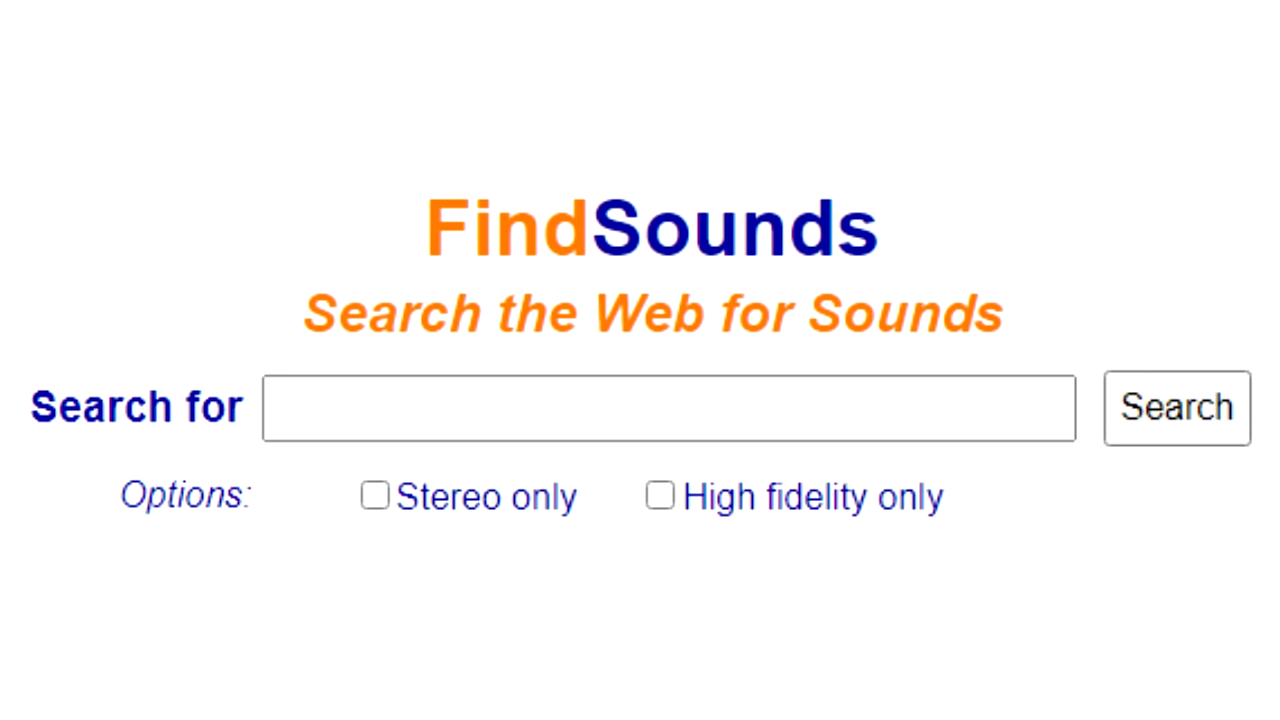 FindSounds
Search the Web for Sounds
Search for Search
Options: Stereo only High fidelity only